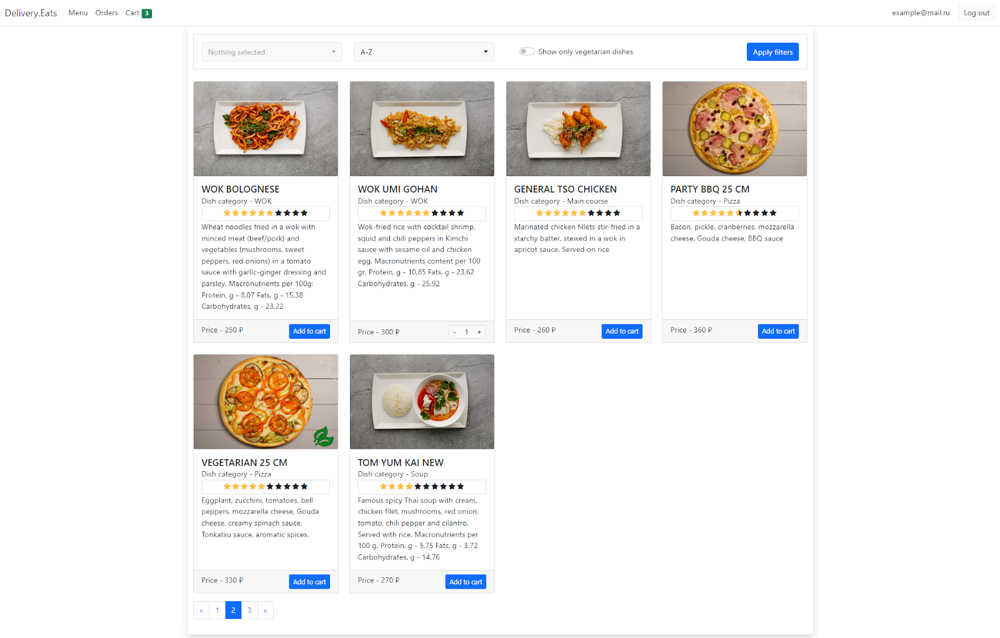 Delivery.Eats Menu Orders Cart 3 example@mail.ru Log out
Nothing selected A-Z Show only vegetarian dishes Apply filters
WOK BOLOGNESE
Dish category - WOK
Wheat noodles fried in a wok with
minced meat (beef/pork) and
vegetables (mushrooms, sweet
peppers, red onions) in a tomato
sauce with garlic-ginger dressing and
parsley. Macronutrients per 100g:
Protein, g - 8,07 Fats, g - 15,38
Carbohydrates, g - 23,22
Price - 250 ₽ Add to cart
WOK UMI GOHAN
Dish category - WOK
Wok-fried rice with cocktail shrimp,
squid and chili peppers in Kimchi
sauce with sesame oil and chicken
egg. Macronutrients content per 100
gr. Protein, g - 10,85 Fats, g - 23,62
Carbohydrates, g - 25,92
Price - 300 ₽ - 1 +
GENERAL TSO CHICKEN
Dish category - Main course
Marinated chicken fillets stir-fried in a
starchy batter, stewed in a wok in
apricot sauce. Served on rice
Price - 260 ₽ Add to cart
PARTY BBQ 25 CM
Dish category - Pizza
Bacon, pickle, cranberries, mozzarella
cheese, Gouda cheese, BBQ sauce
Price - 360 ₽ Add to cart
VEGETARIAN 25 CM
Dish category - Pizza
Eggplant, zucchini, tomatoes, bell
peppers, mozzarella cheese, Gouda
cheese, creamy spinach sauce,
Tonkatsu sauce, aromatic spices.
Price - 330 ₽ Add to cart
TOM YUM KAI NEW
Dish category - Soup
Famous spicy Thai soup with cream,
chicken filet, mushrooms, red onion,
tomato, chili pepper and cilantro.
Served with rice. Macronutrients per
100 g. Protein, g - 5,75 Fats, g - 3,72
Carbohydrates, g - 14,76
Price - 270 ₽ Add to cart
« 1 2 3 »